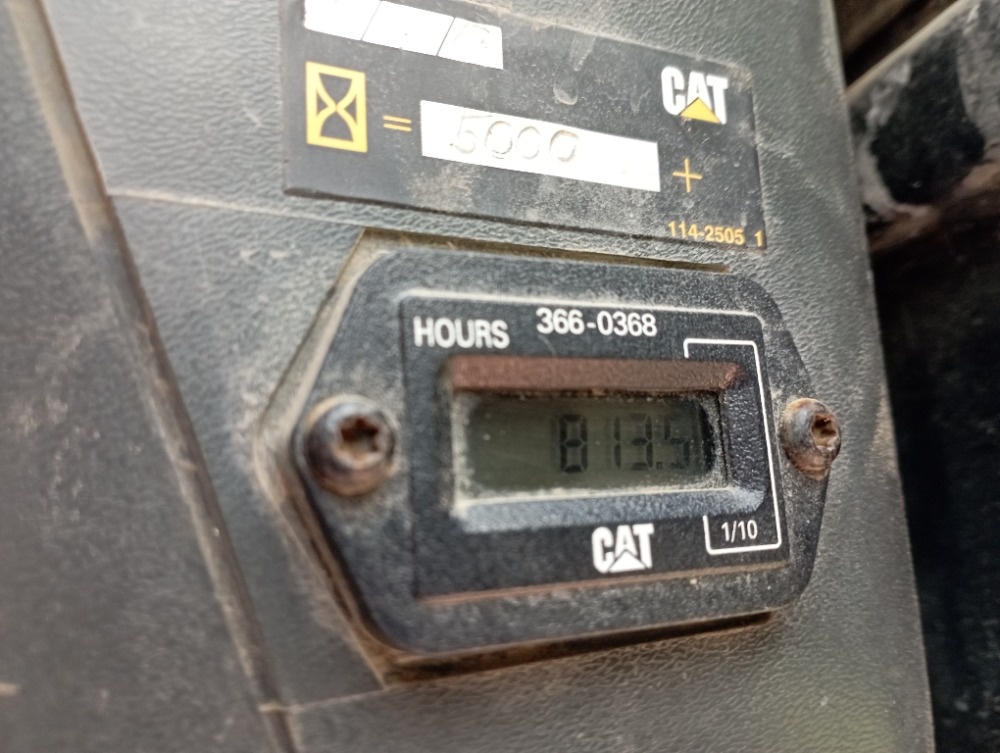 CAT
= 5000 +
114-2505 1
HOURS 366-0368
813.5
CAT
1/10